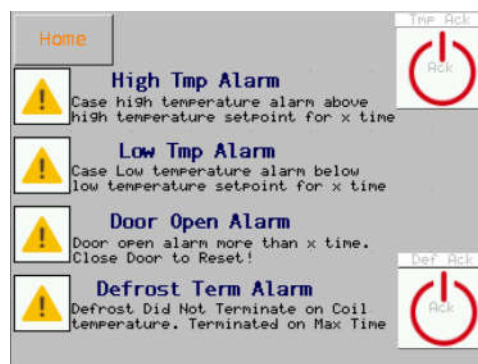 Home
Tmp Ack
Ack
High Tmp Alarm
Case high temperature alarm above
high temperature setpoint for x time
Low Tmp Alarm
Case Low temperature alarm below
low temperature setpoint for x time
Door Open Alarm
Door open alarm more than x time.
Close Door to Reset!
Def Ack
Ack
Defrost Term Alarm
Defrost Did Not Terminate on Coil
temperature. Terminated on Max Time